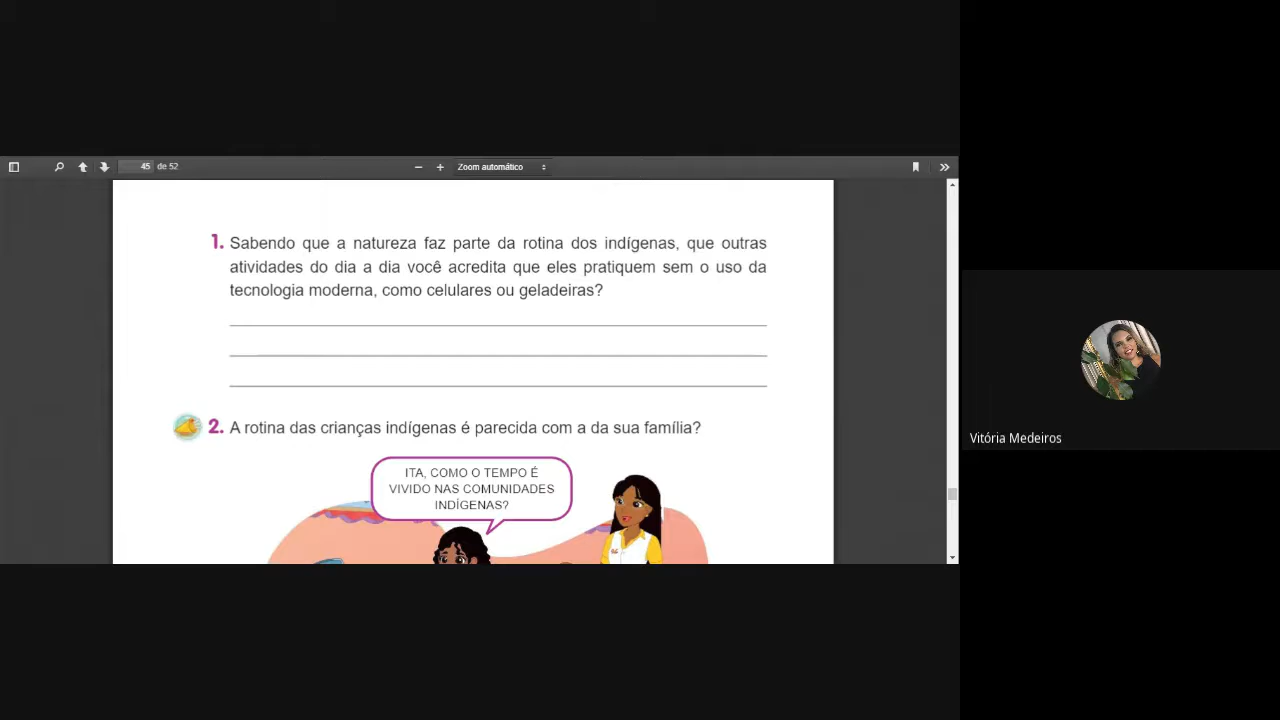 45 de 52
Zoom automático
1. Sabendo que a natureza faz parte da rotina dos indígenas, que outras
atividades do dia a dia você acredita que eles pratiquem sem o uso da
tecnologia moderna, como celulares ou geladeiras?
2. A rotina das crianças indígenas é parecida com a da sua família?
ITA, COMO O TEMPO É
VIVIDO NAS COMUNIDADES
INDÍGENAS?
Vitória Medeiros